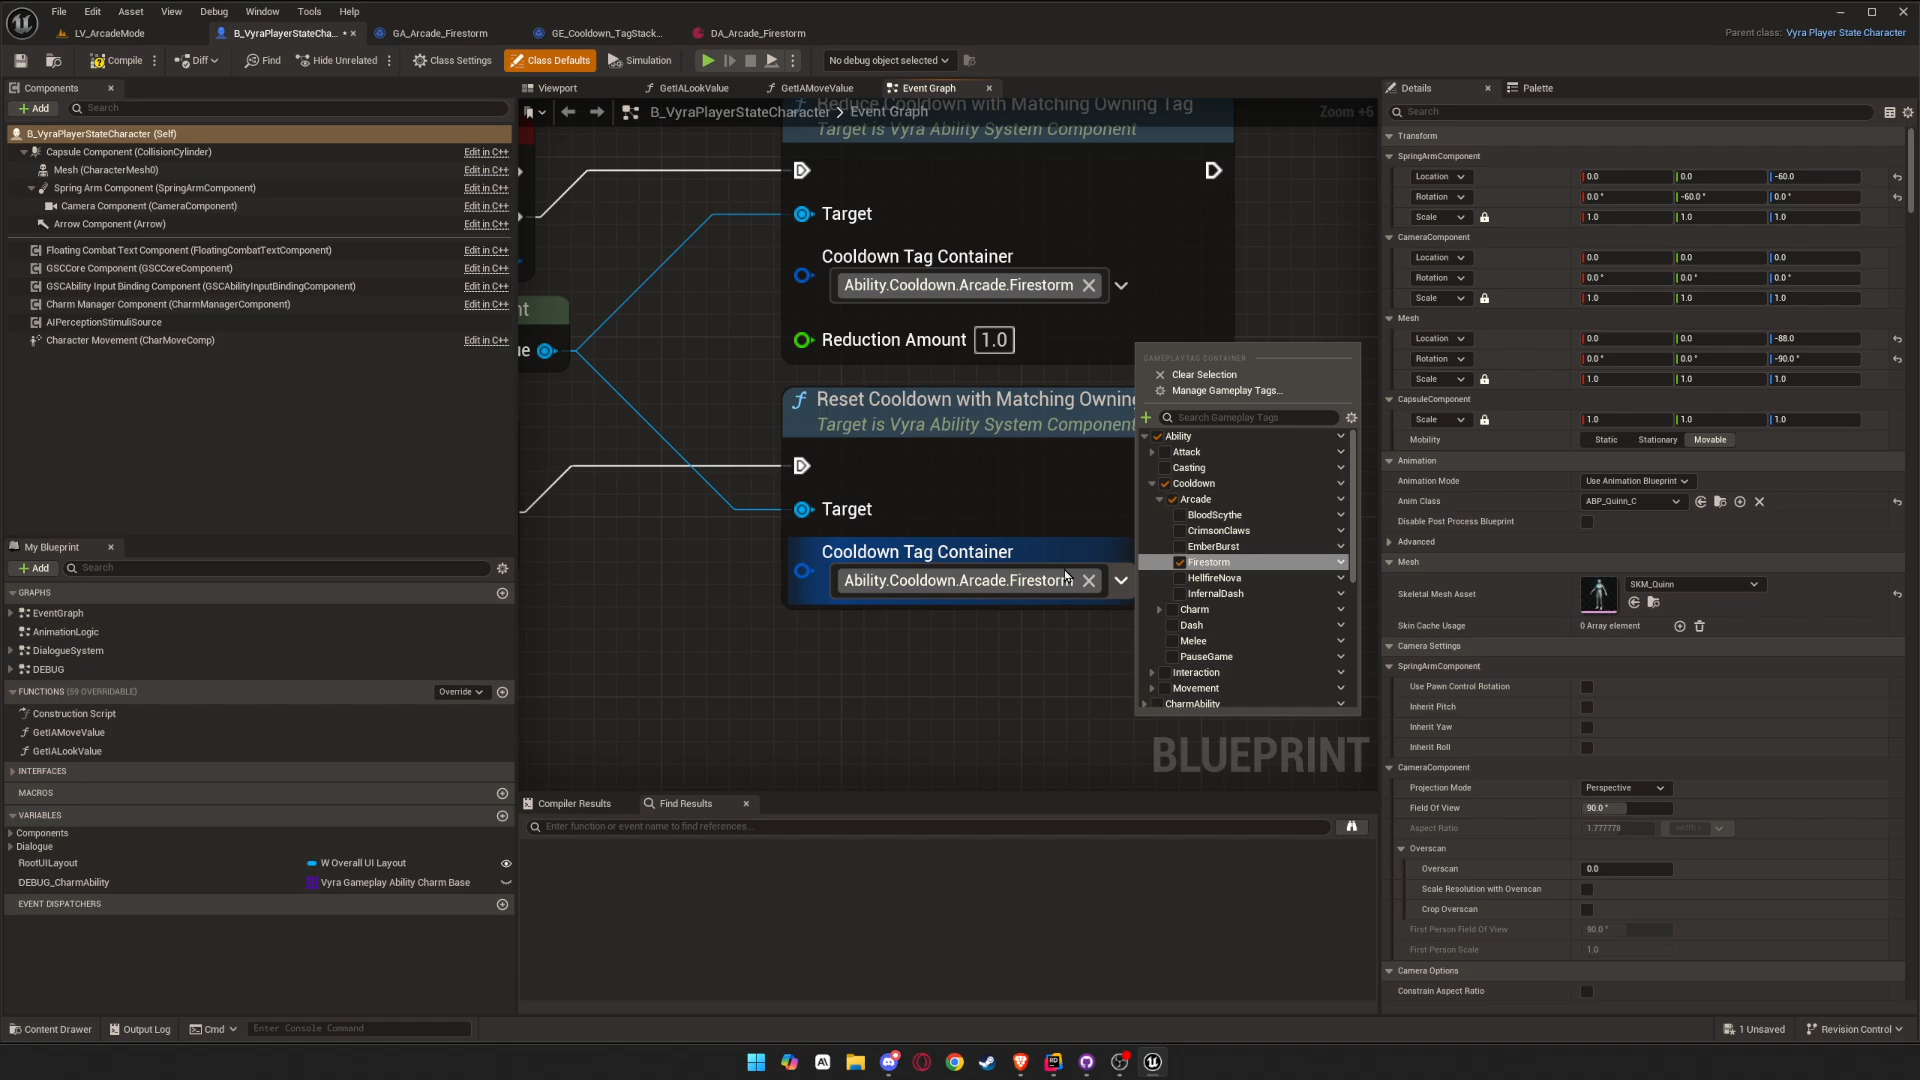 File Edit Asset View Debug Window Tools Help
LV_ArcadeMode B_VyraPlayerStateCha... • GA_Arcade_Firestorm GE_Cooldown_TagStack... DA_Arcade_Firestorm Parent class: Vyra Player State Character
Compile Diff Find Hide Unrelated Class Settings Class Defaults Simulation No debug object selected
Components
Add Search
B_VyraPlayerStateCharacter (Self)
Capsule Component (CollisionCylinder) Edit in C++
Mesh (CharacterMesh0) Edit in C++
Spring Arm Component (SpringArmComponent) Edit in C++
Camera Component (CameraComponent) Edit in C++
Arrow Component (Arrow) Edit in C++
Floating Combat Text Component (FloatingCombatTextComponent) Edit in C++
GSCCore Component (GSCCoreComponent) Edit in C++
GSCAbility Input Binding Component (GSCAbilityInputBindingComponent) Edit in C++
Charm Manager Component (CharmManagerComponent) Edit in C++
AIPerceptionStimuliSource
Character Movement (CharMoveComp) Edit in C++
My Blueprint
Add Search
GRAPHS
EventGraph
AnimationLogic
DialogueSystem
DEBUG
FUNCTIONS (59 OVERRIDABLE) Override
Construction Script
GetIAMoveValue
GetIALookValue
INTERFACES
MACROS
VARIABLES
Components
Dialogue
RootUILayout W Overall UI Layout
DEBUG_CharmAbility Vyra Gameplay Ability Charm Base
EVENT DISPATCHERS
Viewport GetIALookValue GetIAMoveValue Event Graph
B_VyraPlayerStateCharacter > Event Graph Zoom +6
Reduce Cooldown with Matching Owning Tag
Target is Vyra Ability System Component
Target
Cooldown Tag Container
Ability.Cooldown.Arcade.Firestorm
Reduction Amount 1.0
Reset Cooldown with Matching Owning
Target is Vyra Ability System Component
Target
Cooldown Tag Container
Ability.Cooldown.Arcade.Firestorm
GAMEPLAYTAG CONTAINER
Clear Selection
Manage Gameplay Tags...
Search Gameplay Tags
Ability
Attack
Casting
Cooldown
Arcade
BloodScythe
CrimsonClaws
EmberBurst
Firestorm
HellfireNova
InfernalDash
Charm
Dash
Melee
PauseGame
Interaction
Movement
CharmAbility
BLUEPRINT
Compiler Results Find Results
Enter function or event name to find references...
Details Palette
Search
Transform
SpringArmComponent
Location 0.0 0.0 -60.0
Rotation 0.0 ° -60.0 ° 0.0 °
Scale 1.0 1.0 1.0
CameraComponent
Location 0.0 0.0 0.0
Rotation 0.0 ° 0.0 ° 0.0 °
Scale 1.0 1.0 1.0
Mesh
Location 0.0 0.0 -88.0
Rotation 0.0 ° 0.0 ° -90.0 °
Scale 1.0 1.0 1.0
CapsuleComponent
Scale 1.0 1.0 1.0
Mobility Static Stationary Movable
Animation
Animation Mode Use Animation Blueprint
Anim Class ABP_Quinn_C
Disable Post Process Blueprint
Advanced
Mesh
Skeletal Mesh Asset SKM_Quinn
Skin Cache Usage 0 Array element
Camera Settings
SpringArmComponent
Use Pawn Control Rotation
Inherit Pitch
Inherit Yaw
Inherit Roll
CameraComponent
Projection Mode Perspective
Field Of View 90.0 °
Aspect Ratio 1.777778
Overscan
Overscan 0.0
Scale Resolution with Overscan
Crop Overscan
First Person Field Of View 90.0 °
First Person Scale 1.0
Camera Options
Constrain Aspect Ratio
Content Drawer Output Log Cmd Enter Console Command 1 Unsaved Revision Control